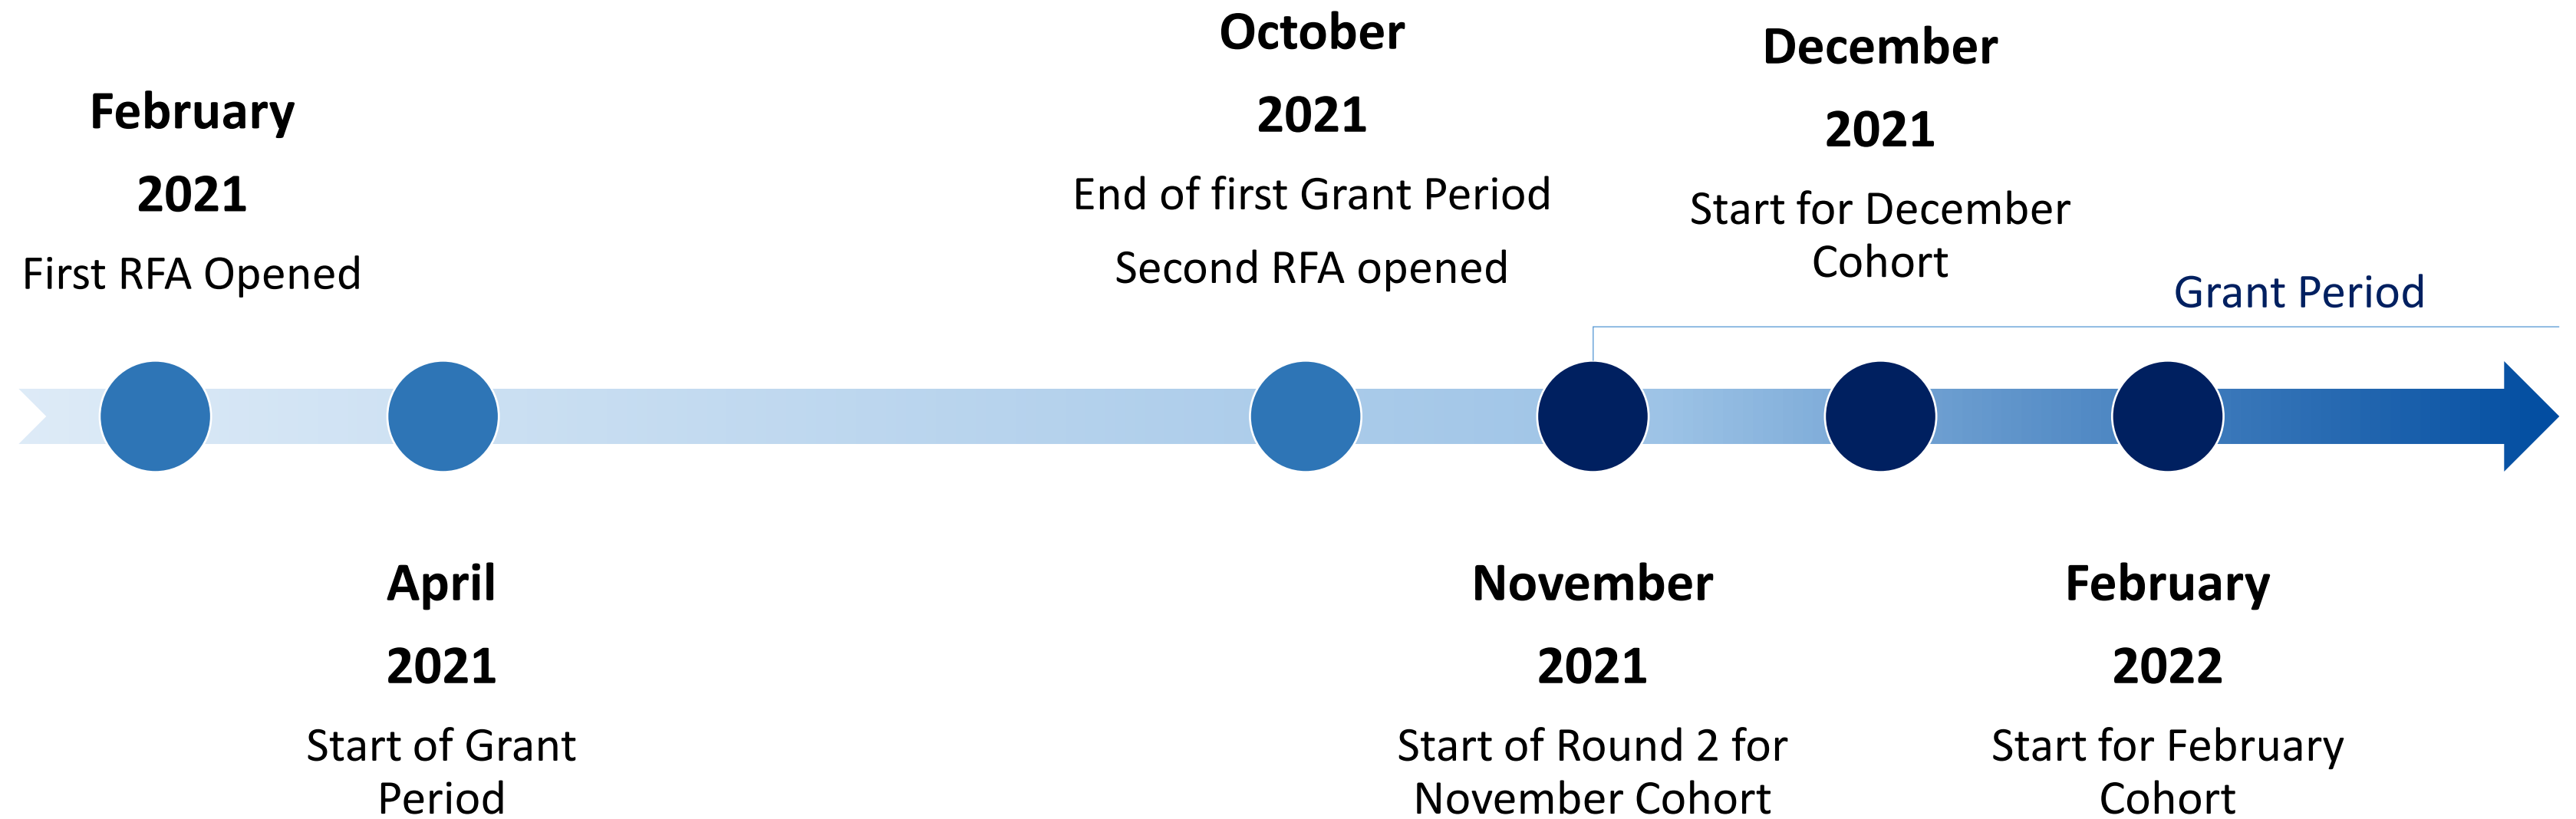 February
2021
First RFA Opened
April
2021
Start of Grant
Period
October
2021
End of first Grant Period
Second RFA opened
November
2021
Start of Round 2 for
November Cohort
December
2021
Start for December
Cohort
February
2022
Start for February
Cohort
Grant Period